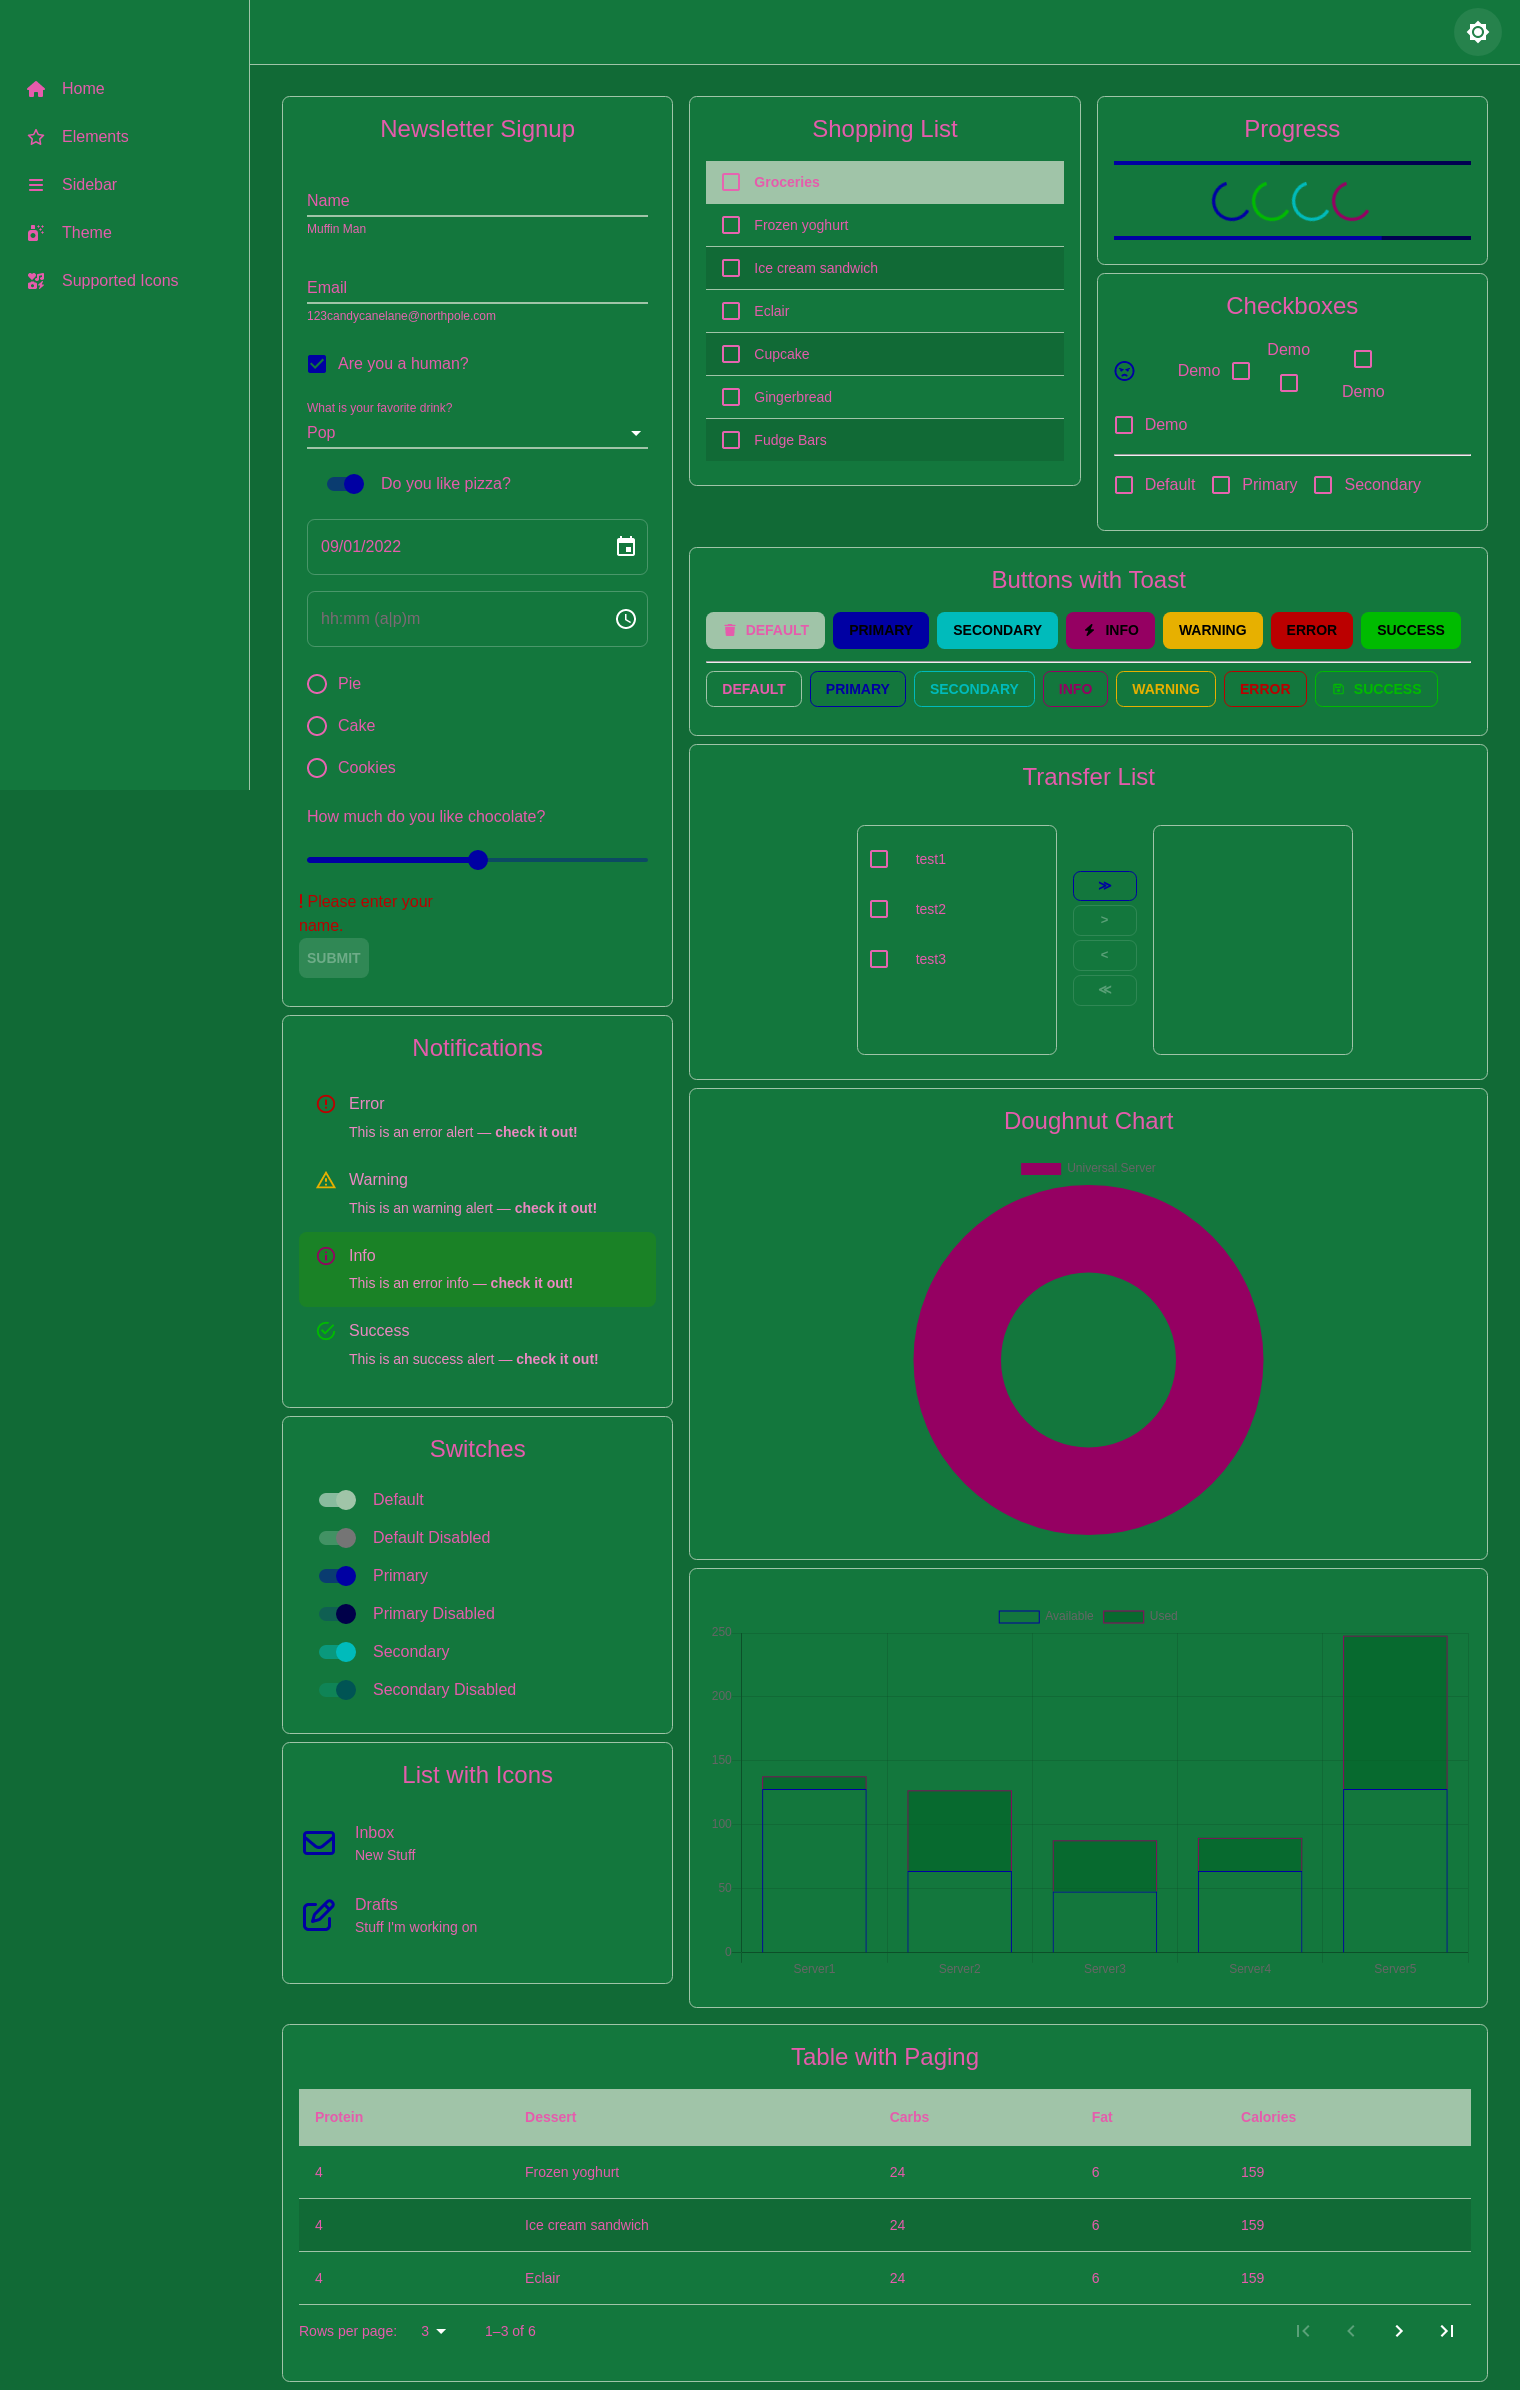 Home
Elements
Sidebar
Theme
Supported Icons
Newsletter Signup
Name
Muffin Man
Email
123candycanelane@northpole.com
Are you a human?
What is your favorite drink?
Pop
Do you like pizza?
09/01/2022
hh:mm (a|p)m
Pie
Cake
Cookies
How much do you like chocolate?
! Please enter your
name.
SUBMIT
Notifications
Error
This is an error alert — check it out!
Warning
This is an warning alert — check it out!
Info
This is an error info — check it out!
Success
This is an success alert — check it out!
Switches
Default
Default Disabled
Primary
Primary Disabled
Secondary
Secondary Disabled
List with Icons
Inbox
New Stuff
Drafts
Stuff I'm working on
Shopping List
Groceries
Frozen yoghurt
Ice cream sandwich
Eclair
Cupcake
Gingerbread
Fudge Bars
Progress
Checkboxes
Demo
Demo
Demo
Demo
Default Primary Secondary
Buttons with Toast
DEFAULT PRIMARY SECONDARY INFO WARNING ERROR SUCCESS
DEFAULT PRIMARY SECONDARY INFO WARNING ERROR SUCCESS
Transfer List
test1
test2
test3
≫
>
<
≪
Doughnut Chart
Universal.Server
Available Used
250
200
150
100
50
0
Server1 Server2 Server3 Server4 Server5
Table with Paging
Protein Dessert Carbs Fat Calories
4 Frozen yoghurt 24 6 159
4 Ice cream sandwich 24 6 159
4 Eclair 24 6 159
Rows per page: 3 1–3 of 6